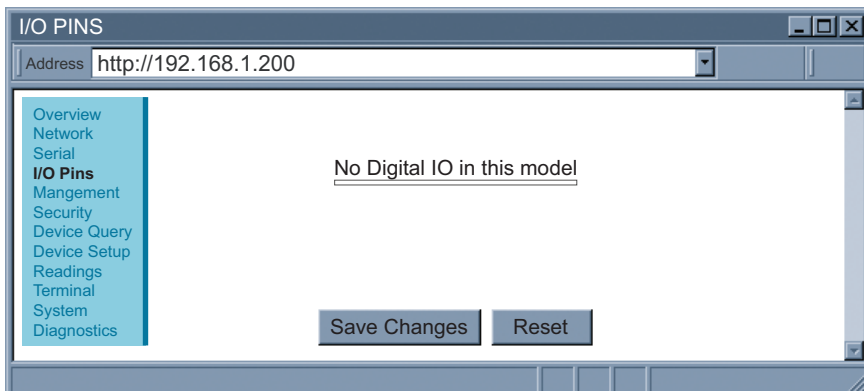 I/O PINS
Address http://192.168.1.200
Overview
Network
Serial
I/O Pins
Mangement
Security
Device Query
Device Setup
Readings
Terminal
System
Diagnostics
No Digital IO in this model
Save Changes Reset